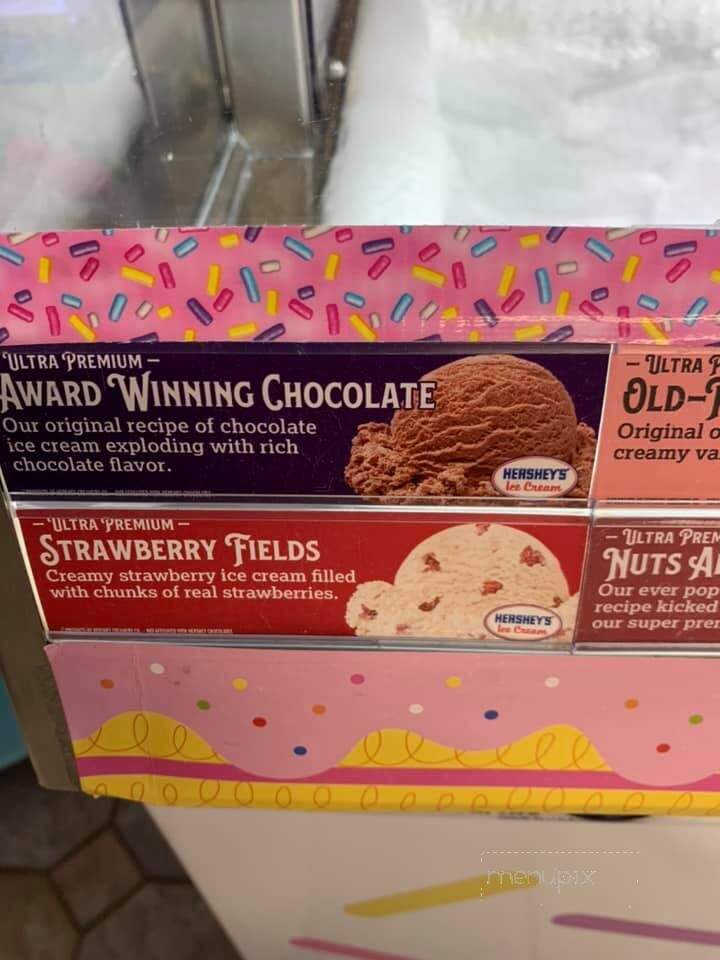 ULTRA PREMIUM –
AWARD WINNING CHOCOLATE
Our original recipe of chocolate
ice cream exploding with rich
chocolate flavor.
HERSHEY'S
Ice Cream
– ULTRA
OLD-
Original
creamy
– ULTRA PREMIUM –
STRAWBERRY FIELDS
Creamy strawberry ice cream filled
with chunks of real strawberries.
HERSHEY'S
Ice Cream
– ULTRA PREM
NUTS
Our ever pop
recipe kicked
our super prem
menupix